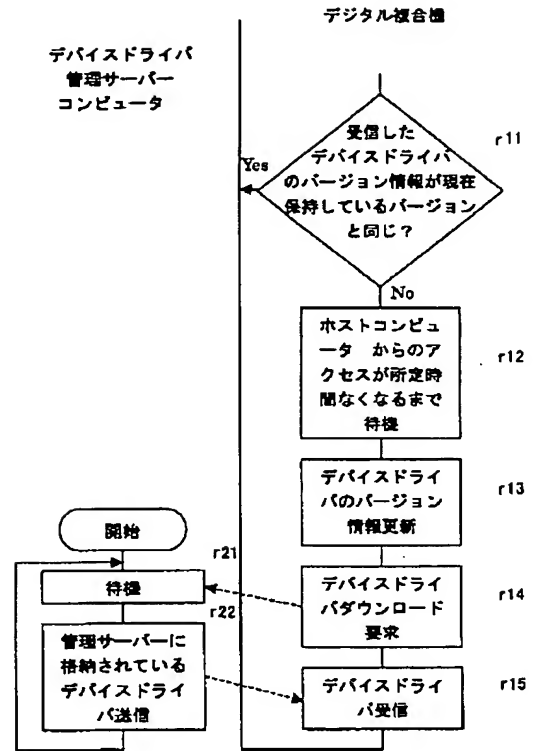 デジタル複合機
デバイスドライバ
管理サーバー
コンピュータ
受信した
デバイスドライバ
のバージョン情報が現在
保持しているバージョン
と同じ？
r11
Yes
No
ホストコンピュ
ータ　からのア
クセスが所定時
間なくなるまで
待機
r12
デバイスドライ
バのバージョン
情報更新
r13
開始
r21
待機
r22
デバイスドライ
バダウンロード
要求
r14
管理サーバーに
格納されている
デバイスドライ
バ送信
デバイスドライ
バ受信
r15